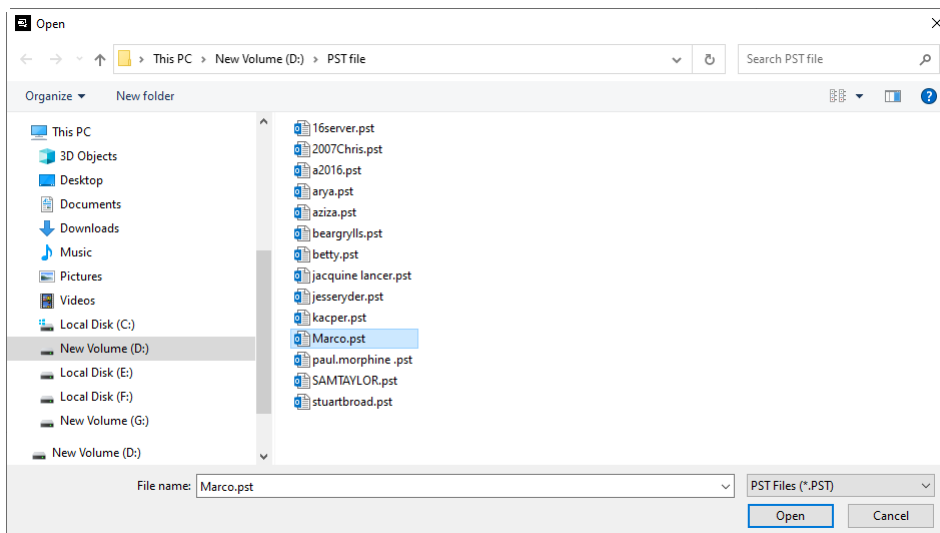 Open
This PC > New Volume (D:) > PST file
Search PST file
Organize
New folder
This PC
3D Objects
Desktop
Documents
Downloads
Music
Pictures
Videos
Local Disk (C:)
New Volume (D:)
Local Disk (E:)
Local Disk (F:)
New Volume (G:)
New Volume (D:)
16server.pst
2007Chris.pst
a2016.pst
arya.pst
aziza.pst
beargrylls.pst
betty.pst
jacquine lancer.pst
jesseryder.pst
kacper.pst
Marco.pst
paul.morphine .pst
SAMTAYLOR.pst
stuartbroad.pst
File name: Marco.pst
PST Files (*.PST)
Open
Cancel